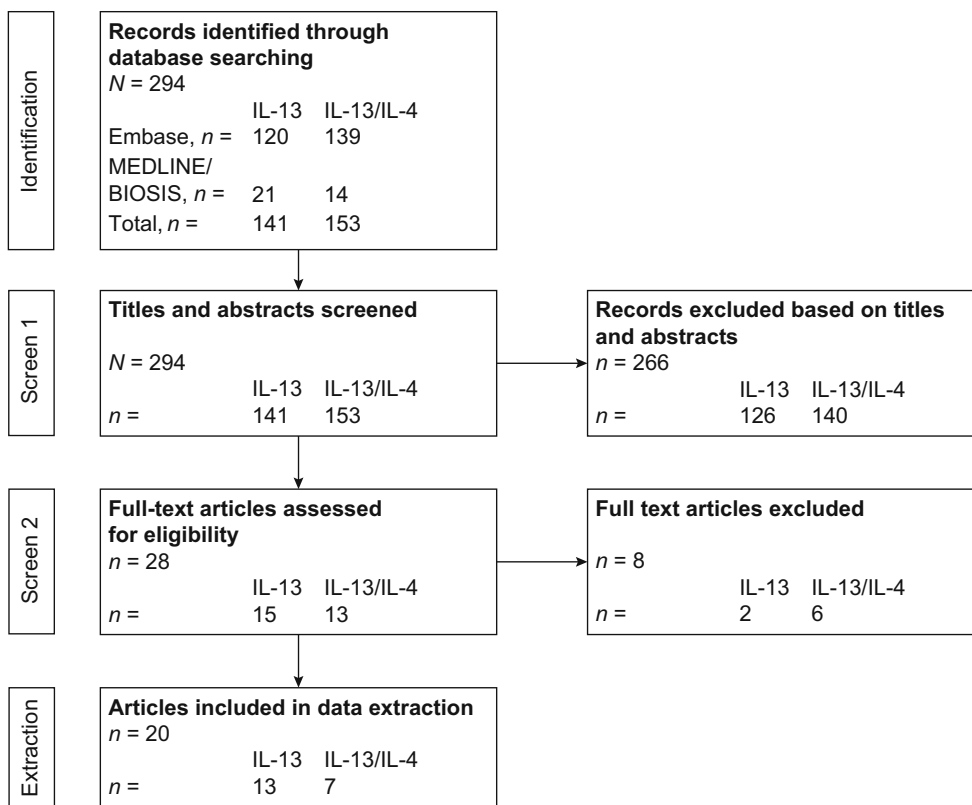 Identification
Records identified through
database searching
N = 294
IL-13 IL-13/IL-4
Embase, n = 120 139
MEDLINE/
BIOSIS, n = 21 14
Total, n = 141 153
Screen 1
Titles and abstracts screened
N = 294
IL-13 IL-13/IL-4
n = 141 153
Records excluded based on titles
and abstracts
n = 266
IL-13 IL-13/IL-4
n = 126 140
Screen 2
Full-text articles assessed
for eligibility
n = 28
IL-13 IL-13/IL-4
n = 15 13
Full text articles excluded
n = 8
IL-13 IL-13/IL-4
n = 2 6
Extraction
Articles included in data extraction
n = 20
IL-13 IL-13/IL-4
n = 13 7